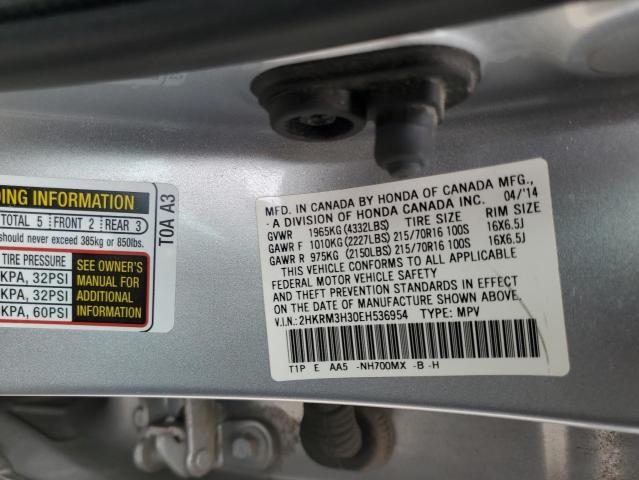 DING INFORMATION
TOTAL 5 FRONT 2 REAR 3
should never exceed 385kg or 850lbs.
TIRE PRESSURE
KPA, 32PSI
KPA, 32PSI
KPA, 60PSI
SEE OWNER'S
MANUAL FOR
ADDITIONAL
INFORMATION
T0A A3
MFD. IN CANADA BY HONDA OF CANADA MFG.,
- A DIVISION OF HONDA CANADA INC. 04/'14
GVWR 1965KG (4332LBS) TIRE SIZE RIM SIZE
GAWR F 1010KG (2227LBS) 215/70R16 100S 16X6.5J
GAWR R 975KG (2150LBS) 215/70R16 100S 16X6.5J
THIS VEHICLE CONFORMS TO ALL APPLICABLE
FEDERAL MOTOR VEHICLE SAFETY
AND THEFT PREVENTION STANDARDS IN EFFECT
ON THE DATE OF MANUFACTURE SHOWN ABOVE.
V.I.N.: 2HKRM3H30EH536954 TYPE: MPV
T1P E AA5 -NH700MX -B -H